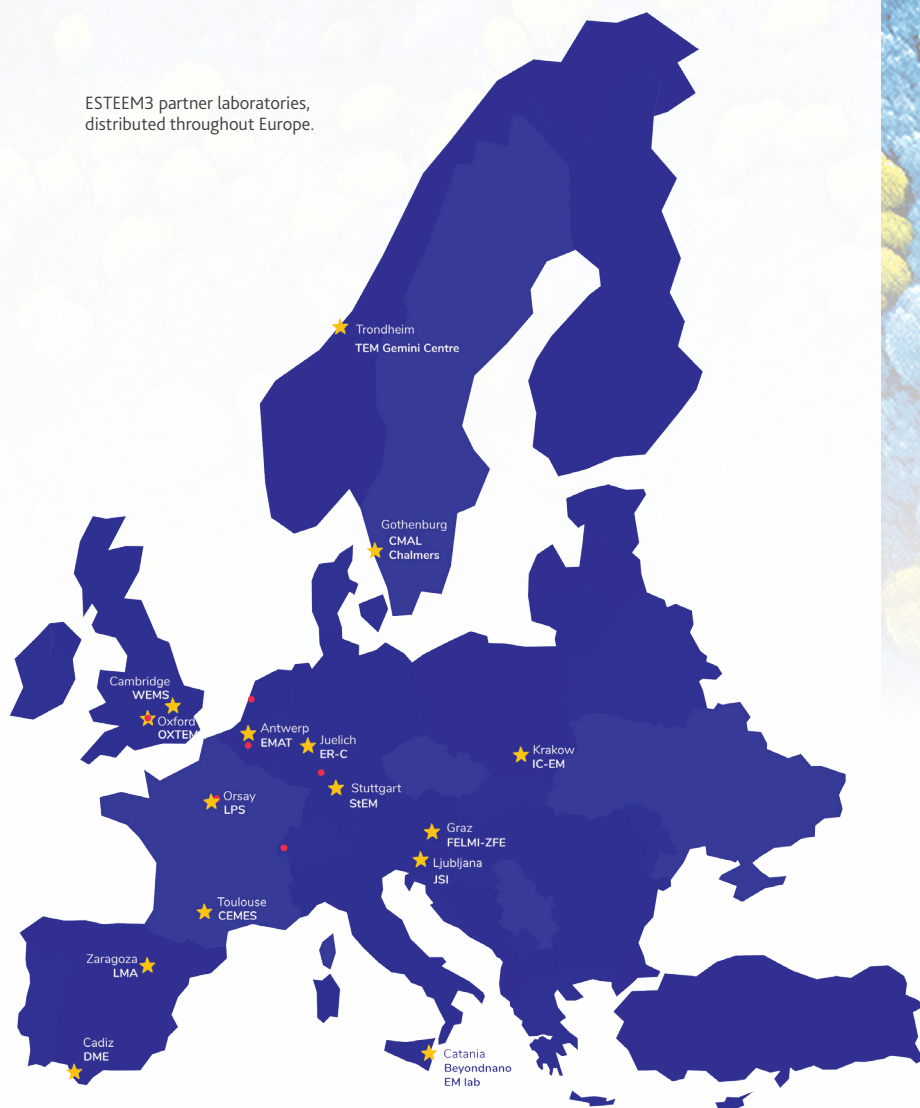 ESTEEM3 partner laboratories,
distributed throughout Europe.
Trondheim
TEM Gemini Centre
Gothenburg
CMAL
Chalmers
Cambridge
WEMS
Oxford
OXTEM
Antwerp
EMAT
Juelich
ER-C
Krakow
IC-EM
Stuttgart
StEM
Orsay
LPS
Graz
FELMI-ZFE
Ljubljana
JSI
Toulouse
CEMES
Zaragoza
LMA
Cadiz
DME
Catania
Beyondnano
EM lab